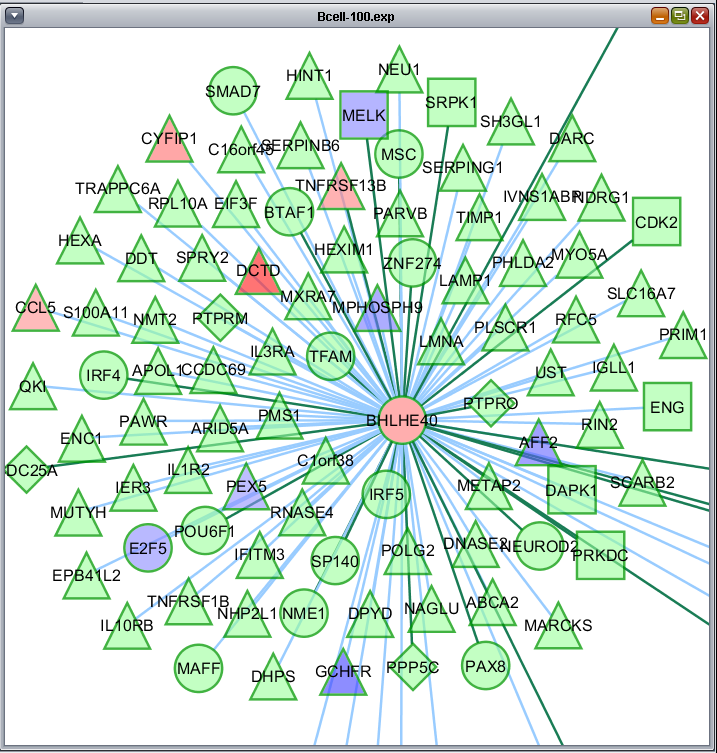 Bcell-100.exp
HINT1
NEU1
SMAD7
SRPK1
MELK
SH3GL1
CYFIP1
DARC
C16orf45
SERPINB6
MSC
SERPING1
TRAPPC6A
TNFRSF13B
RPL10A
EIF3F
IVNS1ABP
NDRG1
BTAF1
PARVB
TIMP1
CDK2
HEXA
HEXIM1
DDT
SPRY2
DCTD
ZNF274
PHLDA2
MYO5A
LAMP1
SLC16A7
MXRA7
MPHOSPH9
CCL5
S100A11
NMT2
PTPRM
PLSCR1
RFC5
PRIM1
LMNA
IL3RA
TFAM
QKI
IRF4
APOL1
CCDC69
UST
IGLL1
PTPRO
ENG
PMS1
PAWR
ARID5A
BHLHE40
RIN2
ENC1
AFF2
DC25A
IL1R2
C1orf38
IER3
PEX5
IRF5
METAP2
DAPK1
SCARB2
MUTYH
RNASE4
POU6F1
E2F5
IFITM3
SP140
POLG2
DNASE2
NEUROD2
PRKDC
EPB41L2
TNFRSF1B
NHP2L1
NME1
DPYD
NAGLU
ABCA2
IL10RB
MARCKS
MAFF
DHPS
GCHFR
PPP5C
PAX8